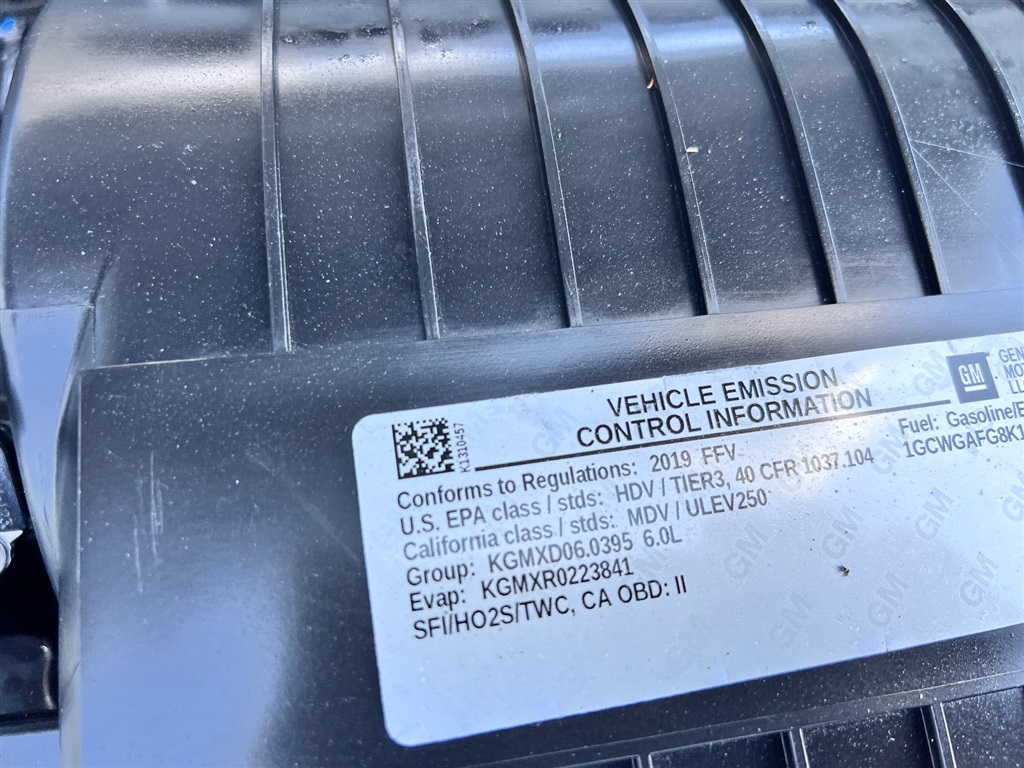 VEHICLE EMISSION
CONTROL INFORMATION
GM
K1310457
Conforms to Regulations: 2019 FFV
Fuel: Gasoline/E
U.S. EPA class / stds: HDV / TIER3, 40 CFR 1037.104
1GCWGAFG8K1
California class / stds: MDV / ULEV250
Group: KGMXD06.0395 6.0L
Evap: KGMXR0223841
SFI/HO2S/TWC, CA OBD: II